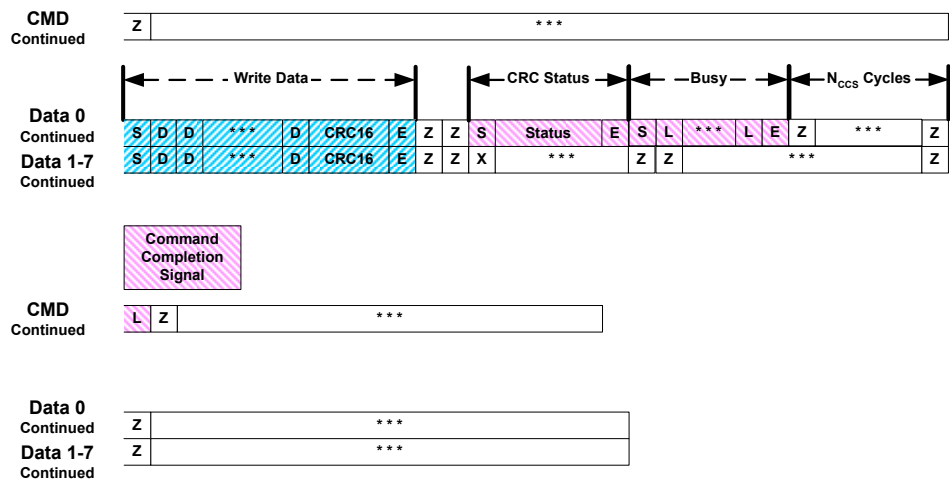 CMD
Continued
Z * * *
Write Data CRC Status Busy NCCS Cycles
Data 0
Continued
S D D * * * D CRC16 E Z Z S Status E S L * * * L E Z * * * Z
Data 1-7
Continued
S D D * * * D CRC16 E Z Z X * * * Z Z * * * Z
Command
Completion
Signal
CMD
Continued
L Z * * *
Data 0
Continued
Z * * *
Data 1-7
Continued
Z * * *